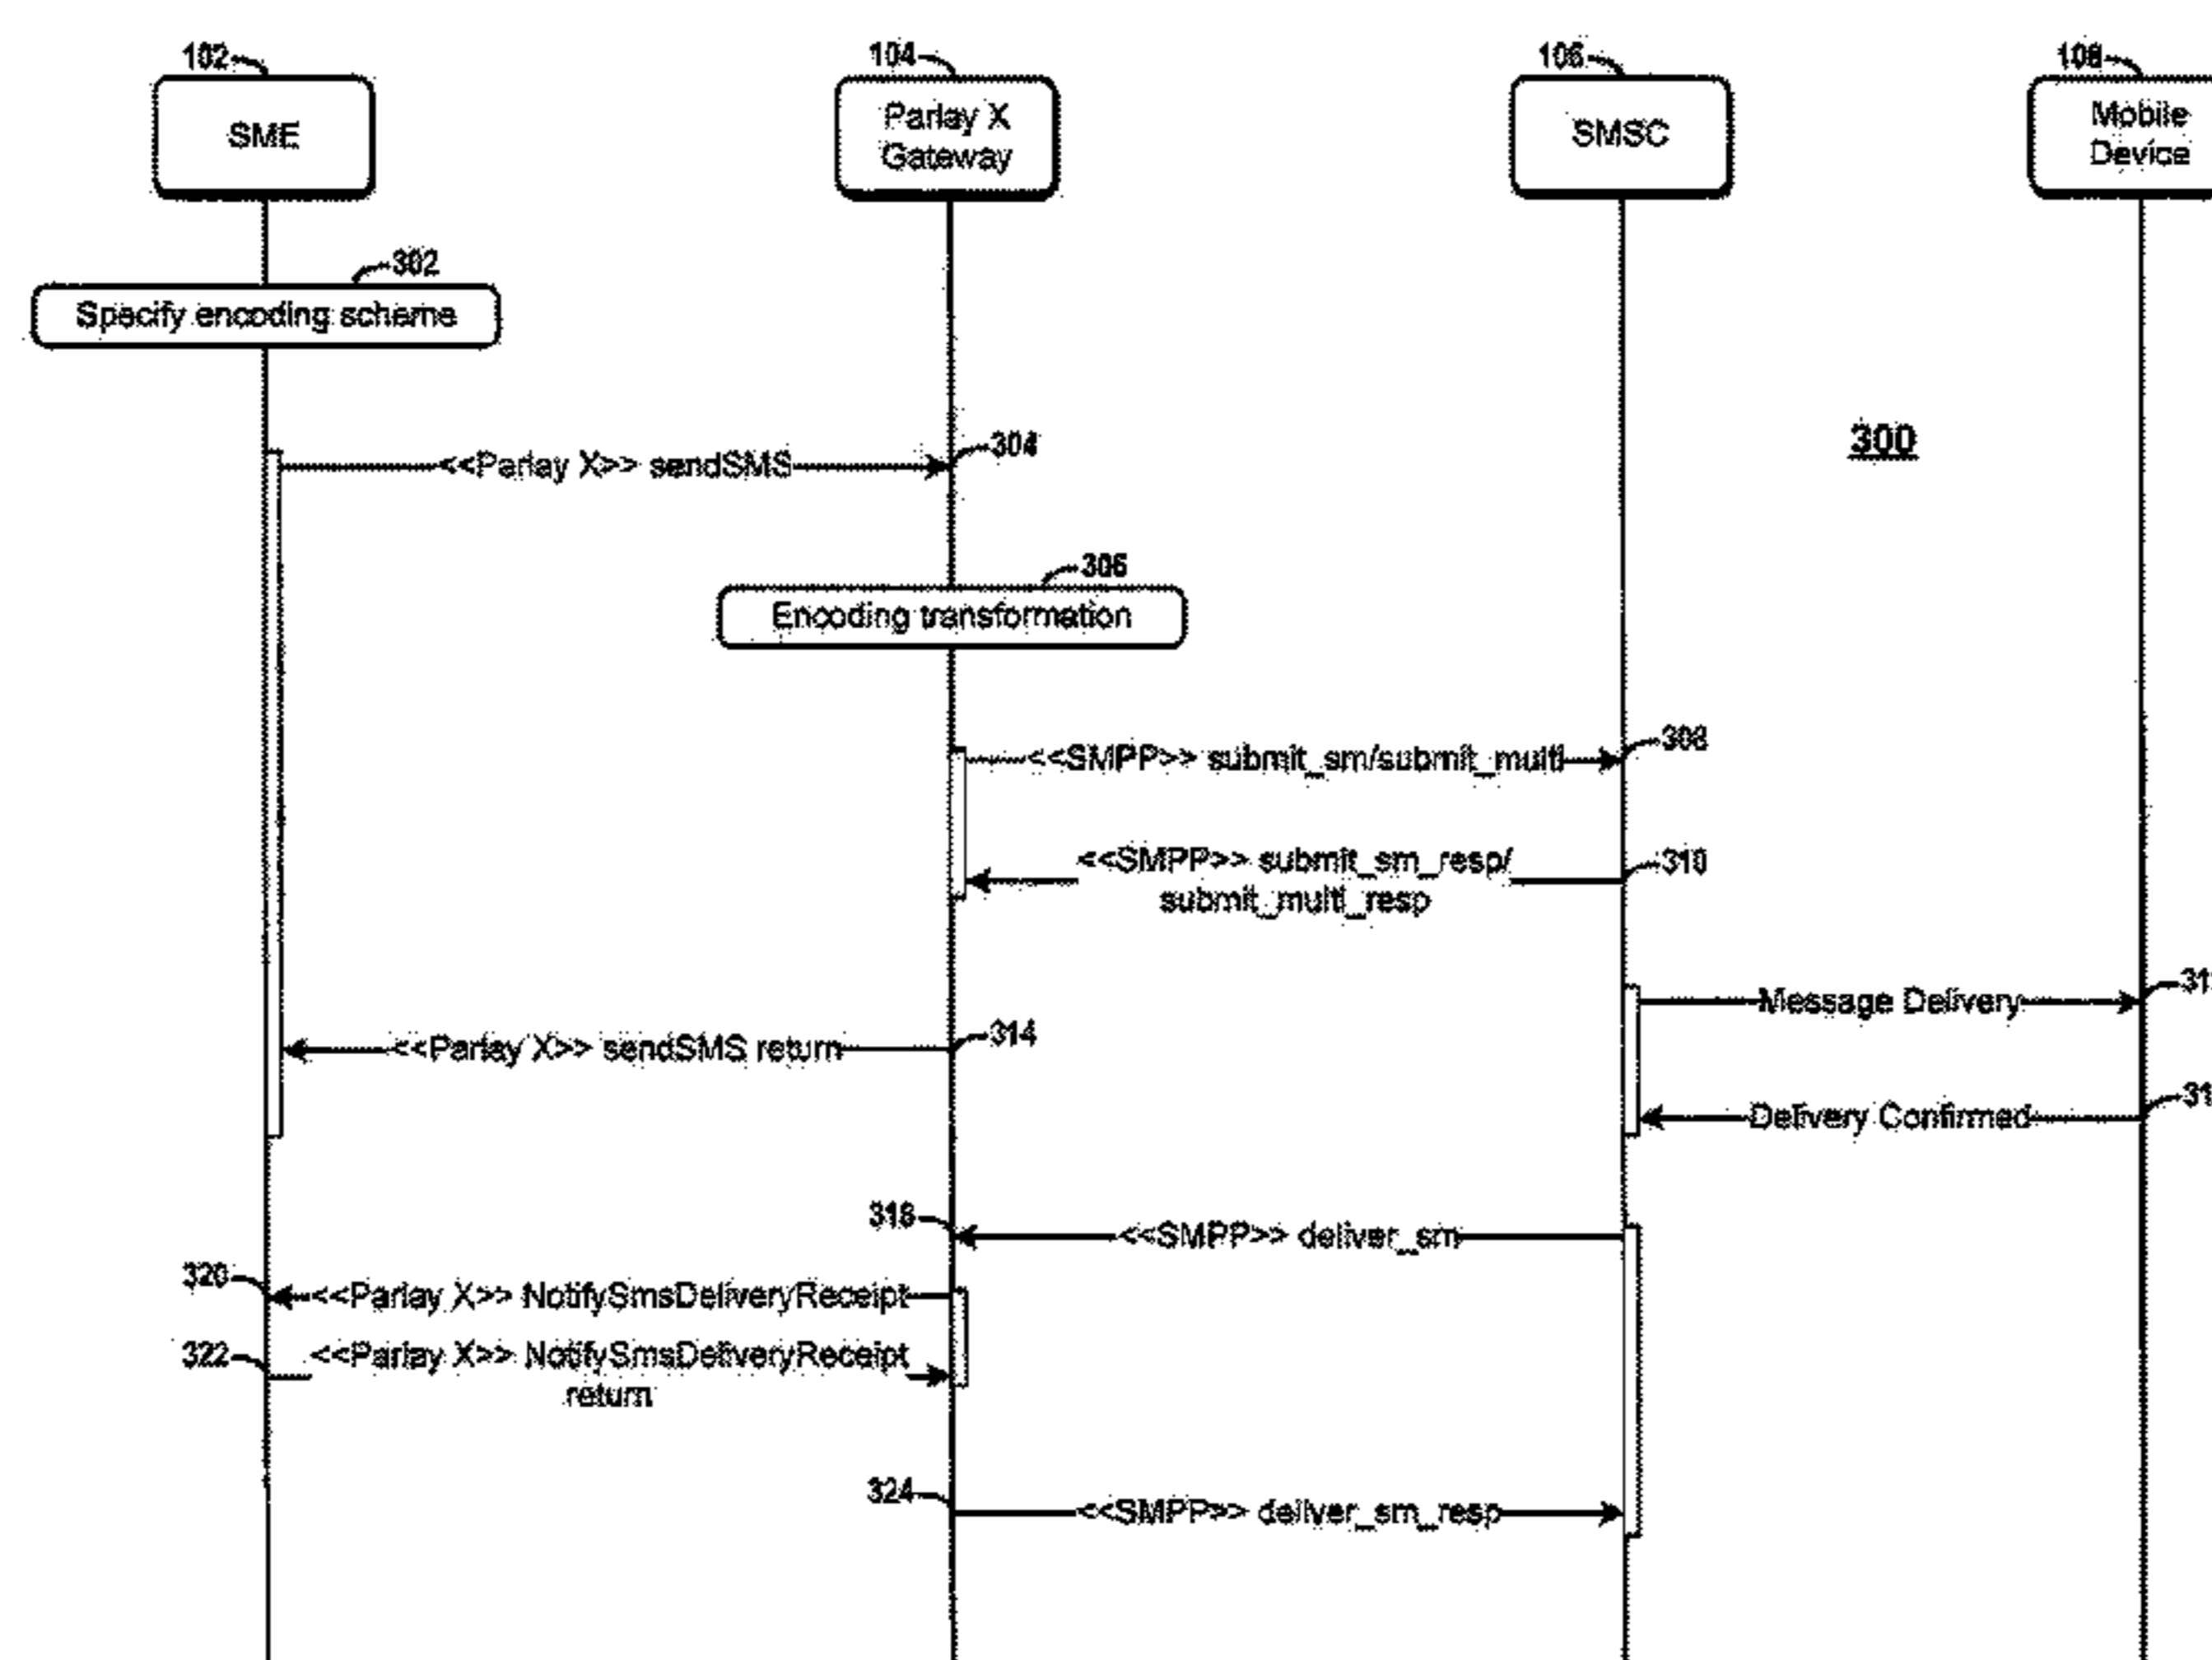 102
104
106
108
SME
Parlay X
Gateway
SMSC
Mobile
Device
302
Specify encoding scheme
300
304
<<Parlay X>> sendSMS
306
Encoding transformation
308
<<SMPP>> submit_sm/submit_multi
<<SMPP>> submit_sm_resp/
submit_multi_resp
310
Message Delivery
<<Parlay X>> sendSMS return
314
Delivery Confirmed
318
<<SMPP>> deliver_sm
320
<<Parlay X>> NotifySmsDeliveryReceipt
322
<<Parlay X>> NotifySmsDeliveryReceipt
return
324
<<SMPP>> deliver_sm_resp